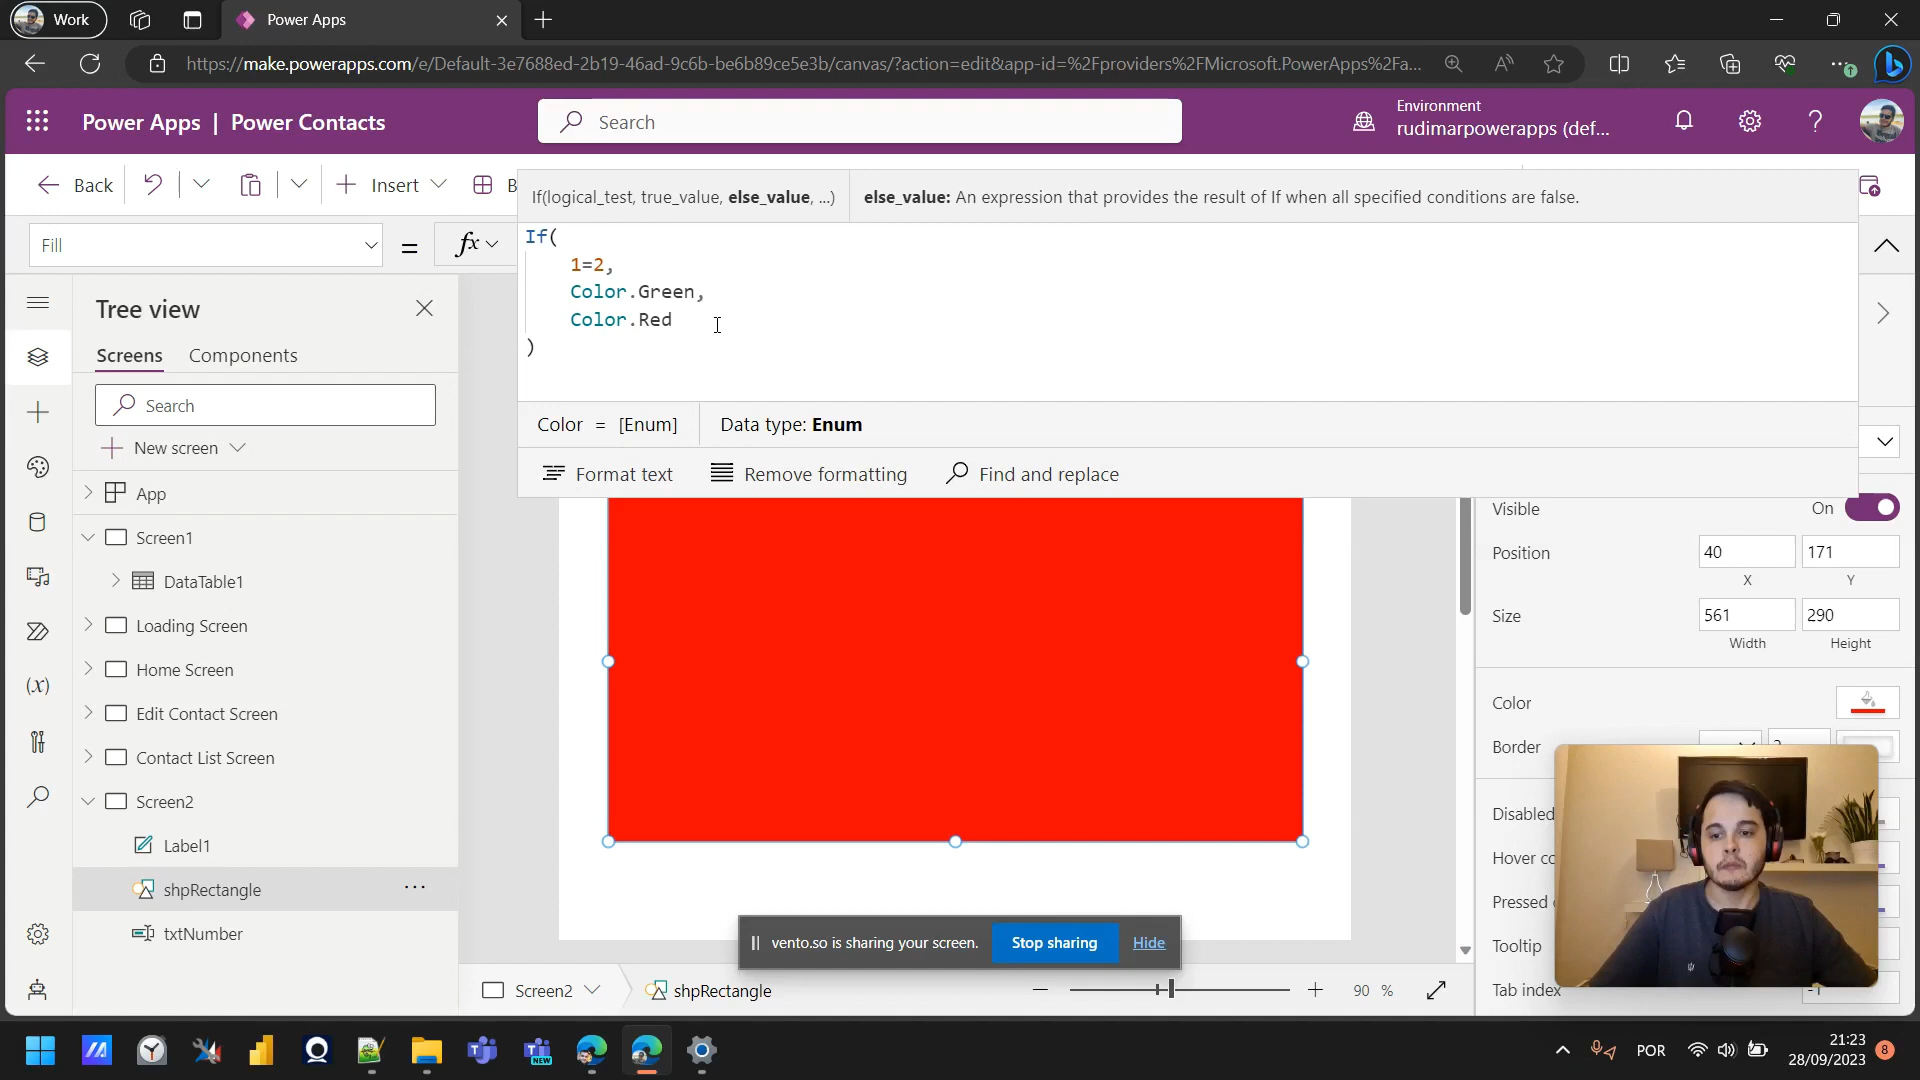 Work
Power Apps
https://make.powerapps.com/e/Default-3e7688ed-2b19-46ad-9c6b-be6b89ce5e3b/canvas/?action=edit&app-id=%2Fproviders%2FMicrosoft.PowerApps%2Fa...
Power Apps | Power Contacts
Search
Environment
rudimarpowerapps (def...
Back
Insert
B
If(logical_test, true_value, else_value, ...)
else_value: An expression that provides the result of If when all specified conditions are false.
Fill
= fx
If(
1=2,
Color.Green,
Color.Red
)
Color = [Enum]
Data type: Enum
Format text
Remove formatting
Find and replace
Tree view
Screens
Components
Search
New screen
App
Screen1
DataTable1
Loading Screen
Home Screen
Edit Contact Screen
Contact List Screen
Screen2
Label1
shpRectangle
txtNumber
(x)
Visible
On
Position
40
171
X
Y
Size
561
290
Width
Height
Color
Border
Disabled
Hover co
Pressed
Tooltip
Tab index
-1
vento.so is sharing your screen.
Stop sharing
Hide
Screen2
shpRectangle
90 %
NEW
POR
21:23
28/09/2023
8